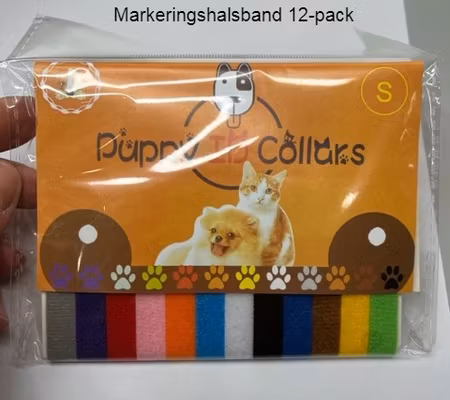 Markeringshalsband 12-pack
S
Puppy ID Collars